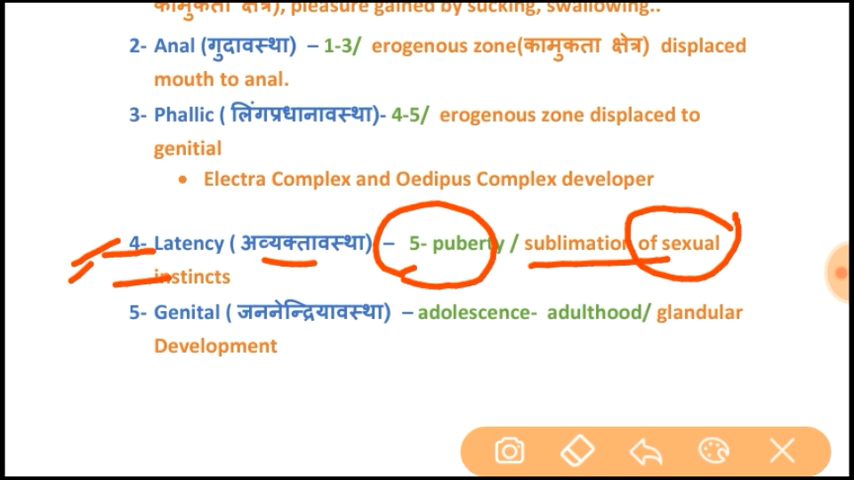 कामुकता क्षेत्र), pleasure gained by sucking, swallowing..
2- Anal (गुदावस्था) – 1-3/ erogenous zone(कामुकता क्षेत्र) displaced
mouth to anal.
3- Phallic ( लिंगप्रधानावस्था)- 4-5/ erogenous zone displaced to
genitial
• Electra Complex and Oedipus Complex developer
4- Latency ( अव्यक्तावस्था) – 5- puberty / sublimation of sexual
instincts
5- Genital ( जननेन्द्रियावस्था) – adolescence- adulthood/ glandular
Development